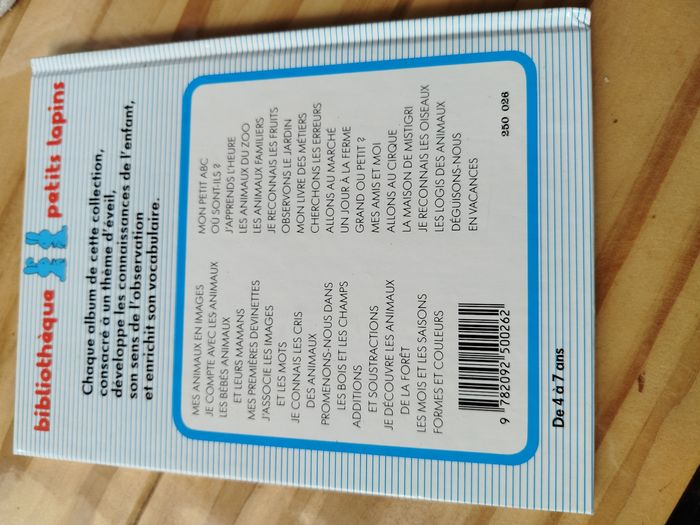 bibliothèque petits lapins
Chaque album de cette collection,
consacré à un thème d'éveil,
développe les connaissances de l'enfant,
son sens de l'observation
et enrichit son vocabulaire.
MES ANIMAUX EN IMAGES
JE COMPTE AVEC LES ANIMAUX
LES BÉBÉS ANIMAUX
ET LEURS MAMANS
MES PREMIÈRES DEVINETTES
J'ASSOCIE LES IMAGES
ET LES MOTS
JE CONNAIS LES CRIS
DES ANIMAUX
PROMENONS-NOUS DANS
LES BOIS ET LES CHAMPS
ADDITIONS
ET SOUSTRACTIONS
JE DÉCOUVRE LES ANIMAUX
DE LA FORÊT
LES MOIS ET LES SAISONS
FORMES ET COULEURS
MON PETIT ABC
OÙ SONT-ILS ?
J'APPRENDS L'HEURE
LES ANIMAUX DU ZOO
LES ANIMAUX FAMILIERS
JE RECONNAIS LES FRUITS
OBSERVONS LE JARDIN
MON LIVRE DES MÉTIERS
CHERCHONS LES ERREURS
ALLONS AU MARCHÉ
UN JOUR À LA FERME
GRAND OU PETIT ?
MES AMIS ET MOI
ALLONS AU CIRQUE
LA MAISON DE MISTIGRI
JE RECONNAIS LES OISEAUX
LES LOGIS DES ANIMAUX
DÉGUISONS-NOUS
EN VACANCES
9 782092 500262
250 026
De 4 à 7 ans